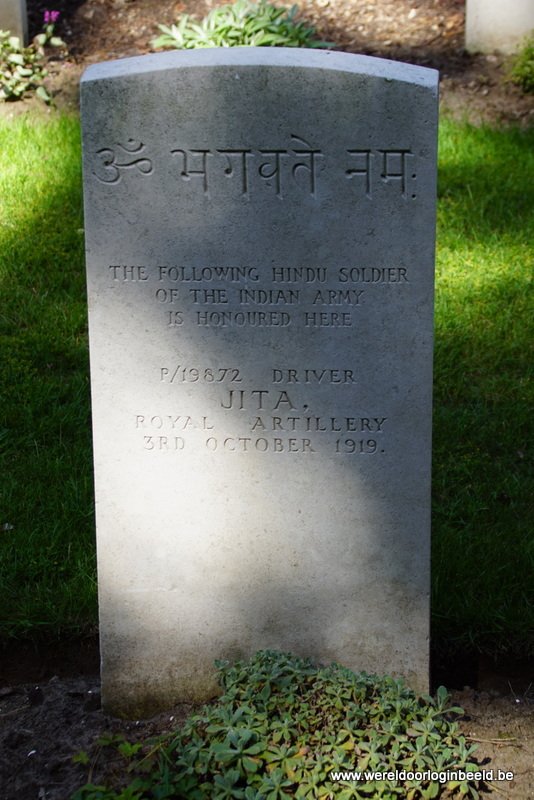 ॐ भगवते नमः
THE FOLLOWING HINDU SOLDIER
OF THE INDIAN ARMY
IS HONOURED HERE
P/19872 DRIVER
JITA,
ROYAL ARTILLERY
3RD OCTOBER 1919.
www.wereldoorloginbeeld.be